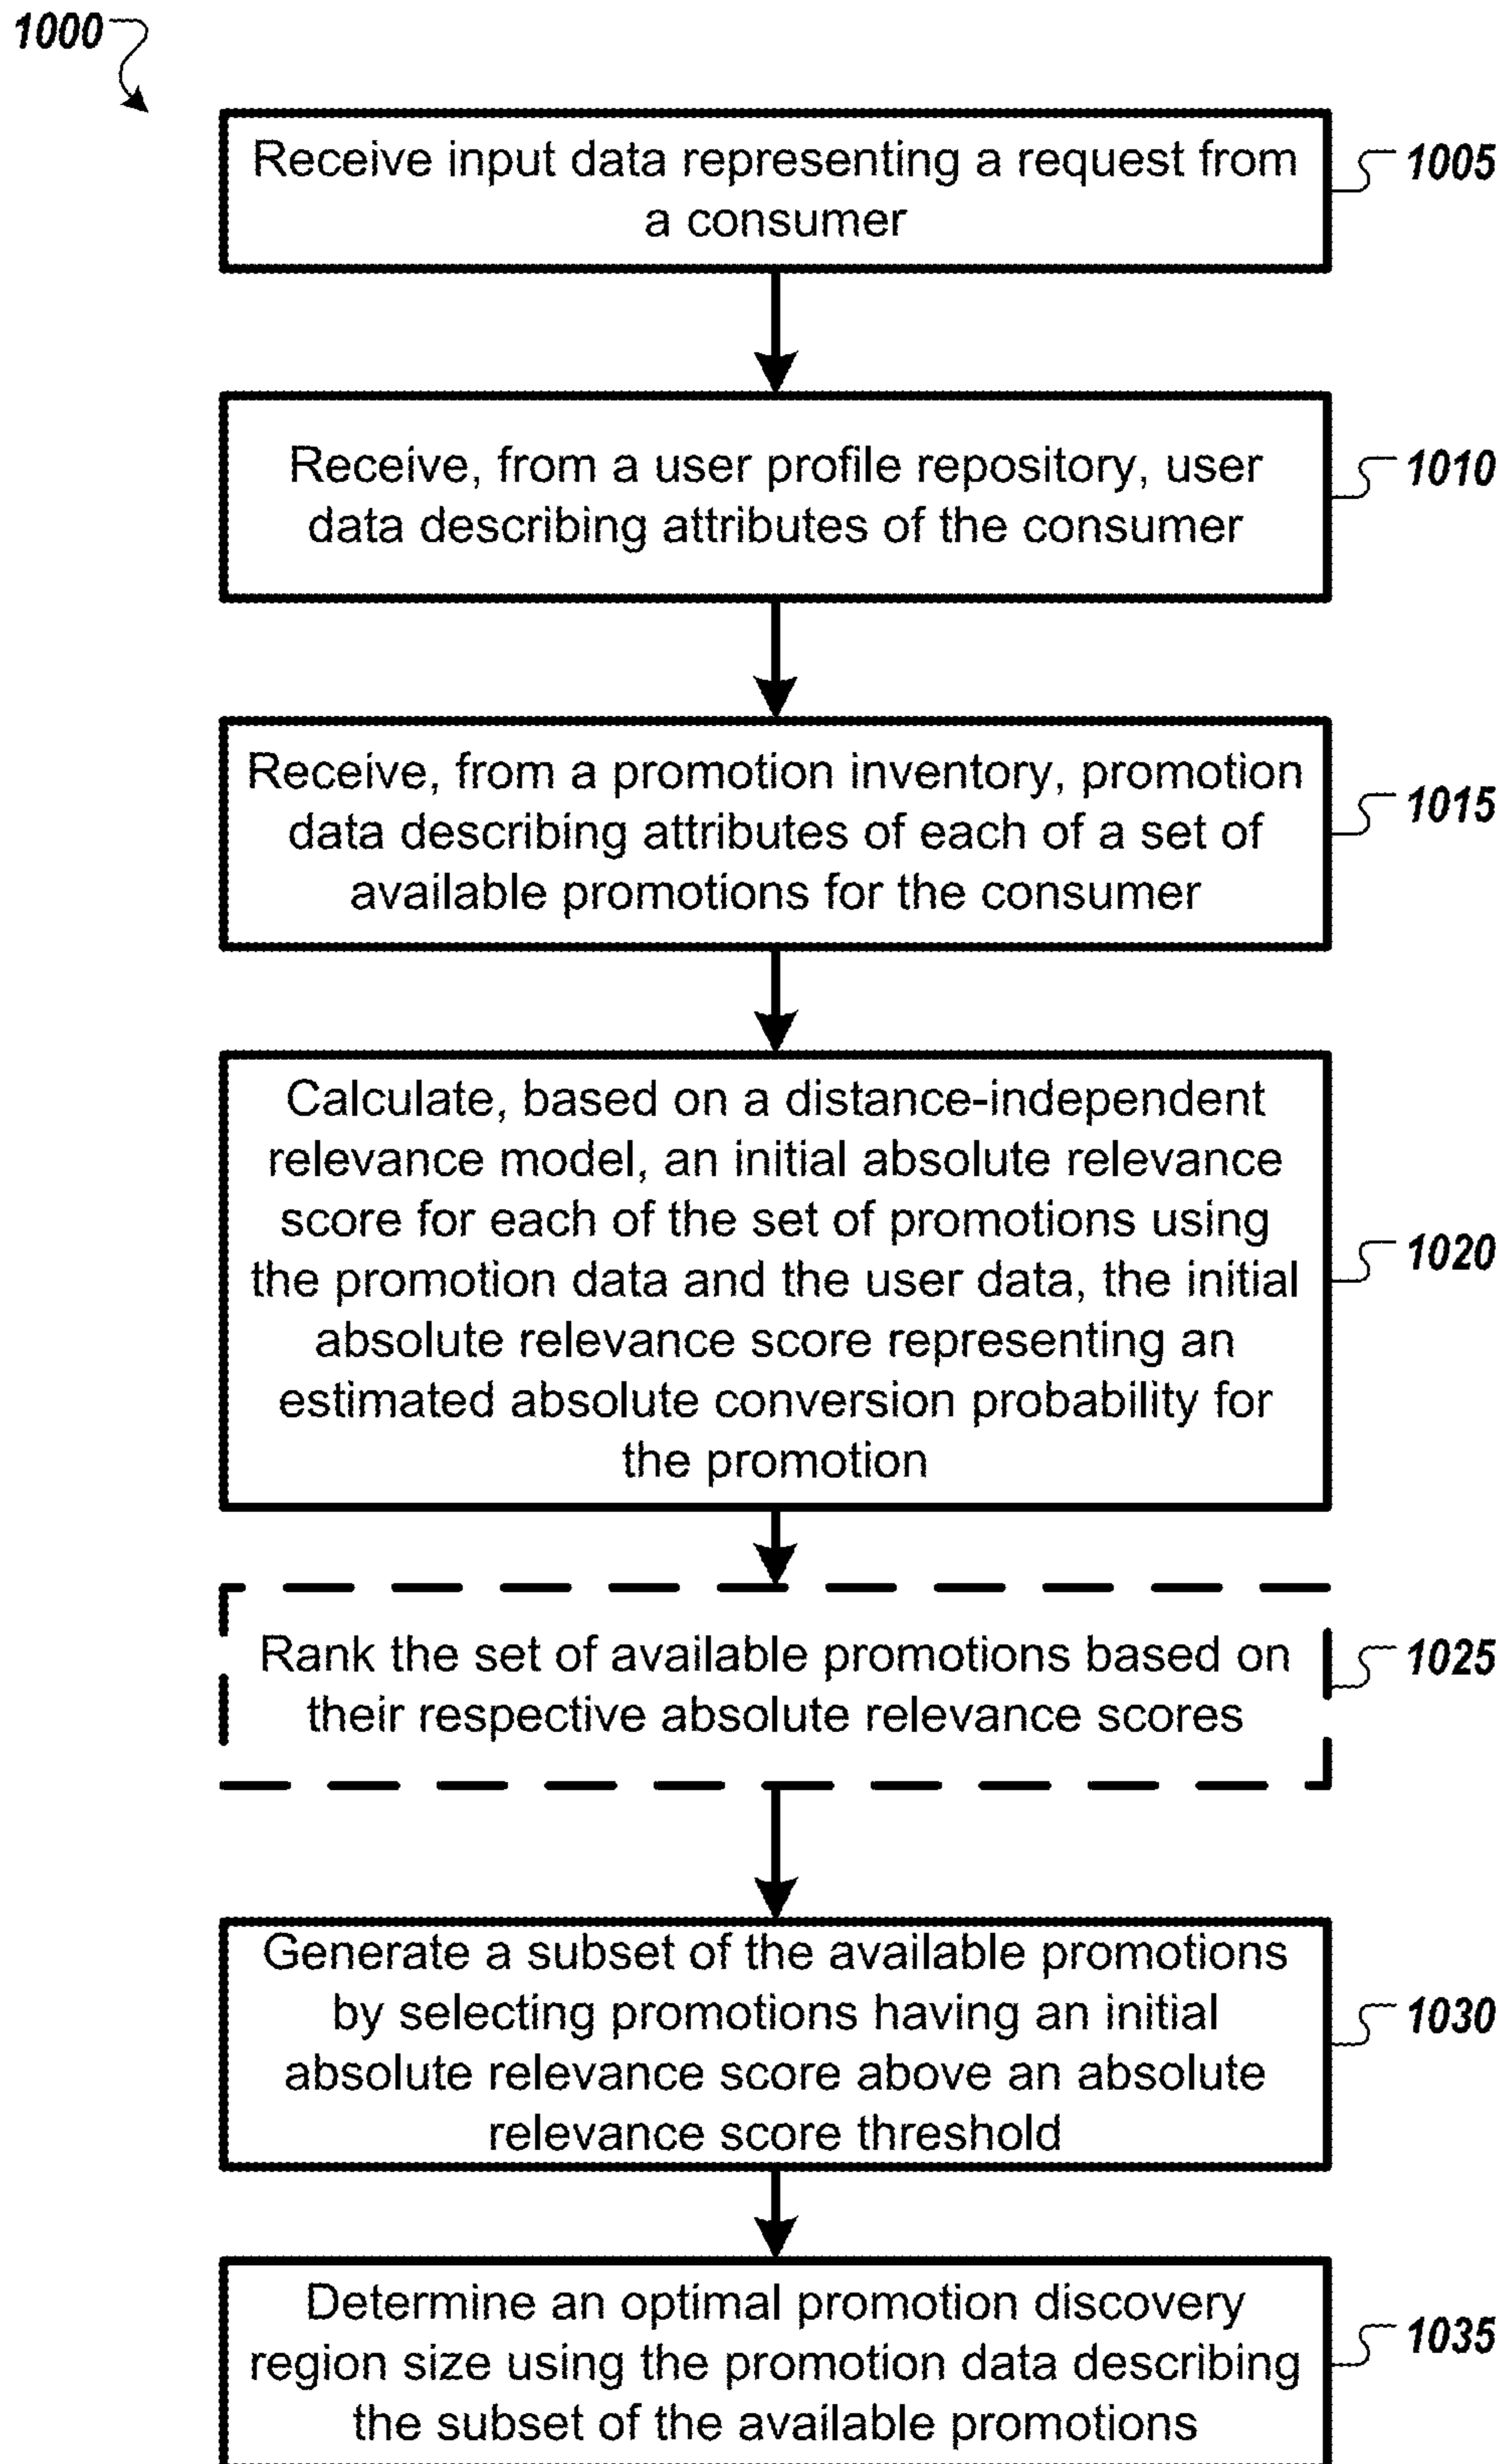 1000
Receive input data representing a request from
a consumer
1005
Receive, from a user profile repository, user
data describing attributes of the consumer
1010
Receive, from a promotion inventory, promotion
data describing attributes of each of a set of
available promotions for the consumer
1015
Calculate, based on a distance-independent
relevance model, an initial absolute relevance
score for each of the set of promotions using
the promotion data and the user data, the initial
absolute relevance score representing an
estimated absolute conversion probability for
the promotion
1020
Rank the set of available promotions based on
their respective absolute relevance scores
1025
Generate a subset of the available promotions
by selecting promotions having an initial
absolute relevance score above an absolute
relevance score threshold
1030
Determine an optimal promotion discovery
region size using the promotion data describing
the subset of the available promotions
1035